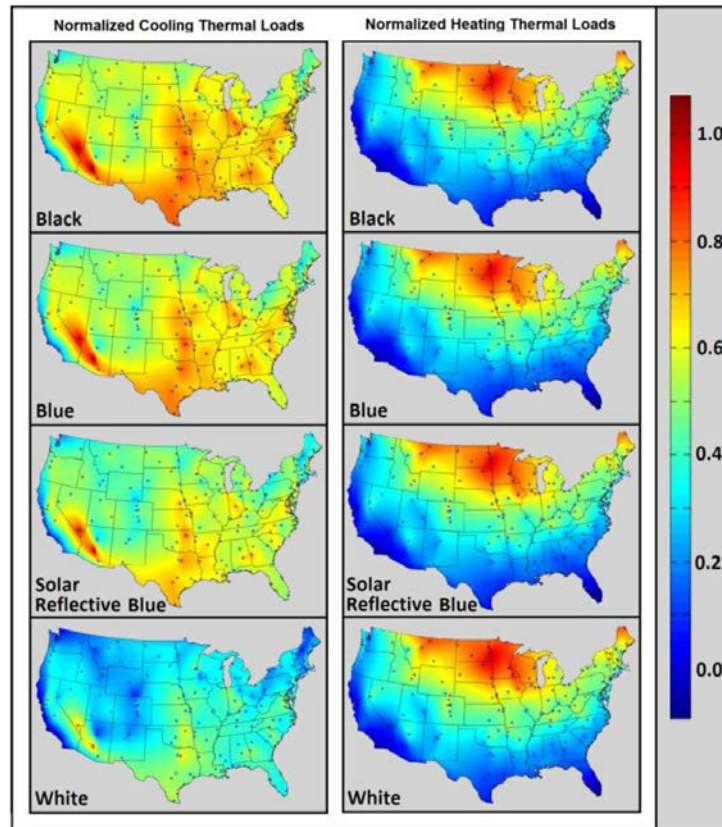 Normalized Cooling Thermal Loads
Normalized Heating Thermal Loads
Black
Black
Blue
Blue
Solar
Reflective Blue
Solar
Reflective Blue
White
White
1.0
0.8
0.6
0.4
0.2
0.0